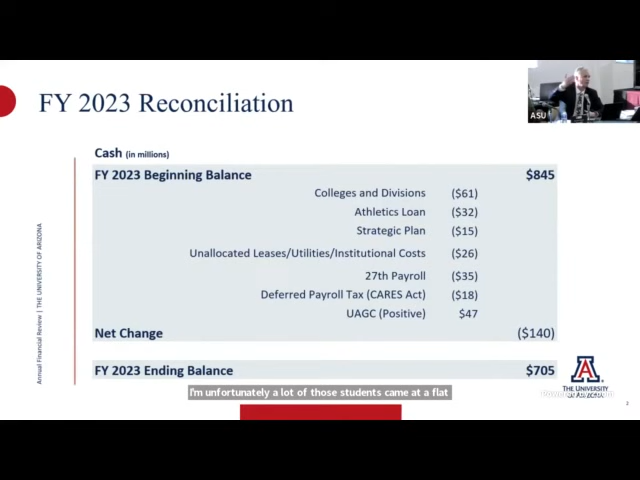 FY 2023 Reconciliation
ASU
Cash (in millions)
FY 2023 Beginning Balance $845
Colleges and Divisions ($61)
Athletics Loan ($32)
Strategic Plan ($15)
Unallocated Leases/Utilities/Institutional Costs ($26)
27th Payroll ($35)
Deferred Payroll Tax (CARES Act) ($18)
UAGC (Positive) $47
Net Change ($140)
FY 2023 Ending Balance $705
Annual Financial Review | THE UNIVERSITY OF ARIZONA
A
THE UNIVERSITY
OF ARIZONA
I'm unfortunately a lot of those students came at a flat
2